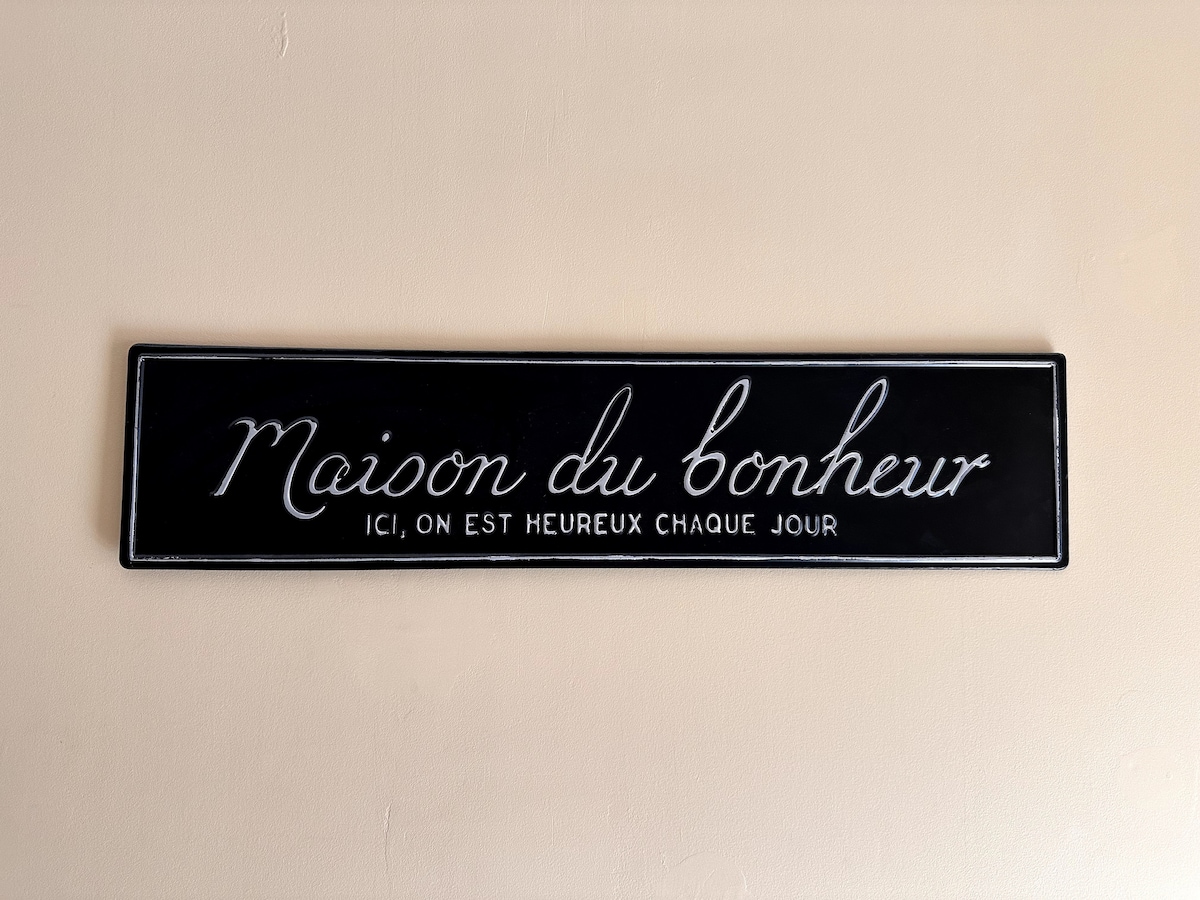 Maison du bonheur
ICI, ON EST HEUREUX CHAQUE JOUR